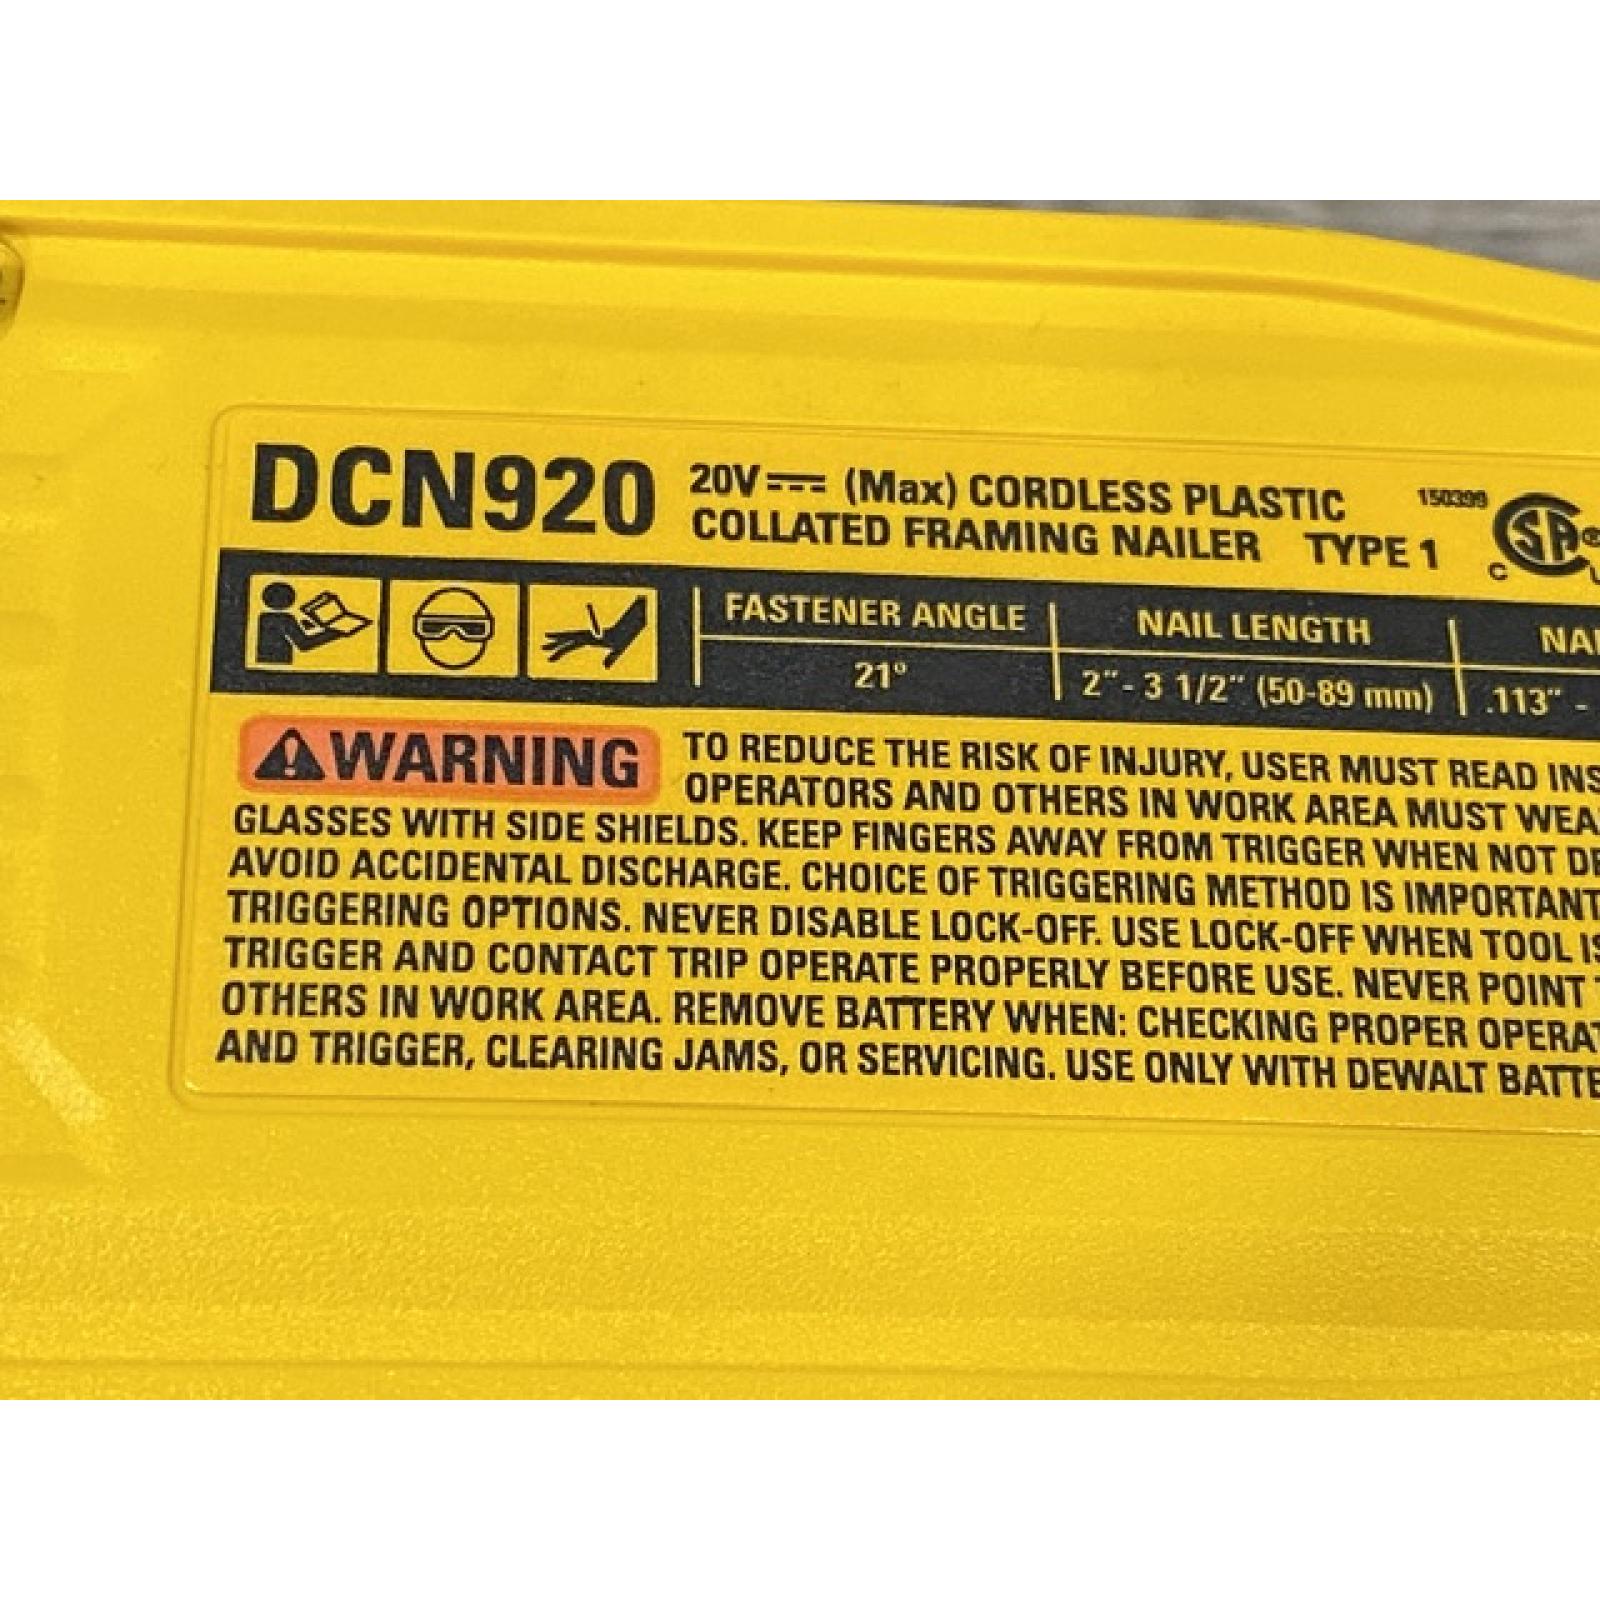 DCN920 20V (Max) CORDLESS PLASTIC
COLLATED FRAMING NAILER TYPE 1
150399
SA®
C
FASTENER ANGLE NAIL LENGTH
21° 2"- 3 1/2" (50-89 mm) .113" -
WARNING TO REDUCE THE RISK OF INJURY, USER MUST READ
OPERATORS AND OTHERS IN WORK AREA MUST
GLASSES WITH SIDE SHIELDS. KEEP FINGERS AWAY FROM TRIGGER WHEN NOT
AVOID ACCIDENTAL DISCHARGE. CHOICE OF TRIGGERING METHOD IS IMPORTANT
TRIGGERING OPTIONS. NEVER DISABLE LOCK-OFF. USE LOCK-OFF WHEN TOOL
TRIGGER AND CONTACT TRIP OPERATE PROPERLY BEFORE USE. NEVER POINT
OTHERS IN WORK AREA. REMOVE BATTERY WHEN: CHECKING PROPER
AND TRIGGER, CLEARING JAMS, OR SERVICING. USE ONLY WITH DEWALT